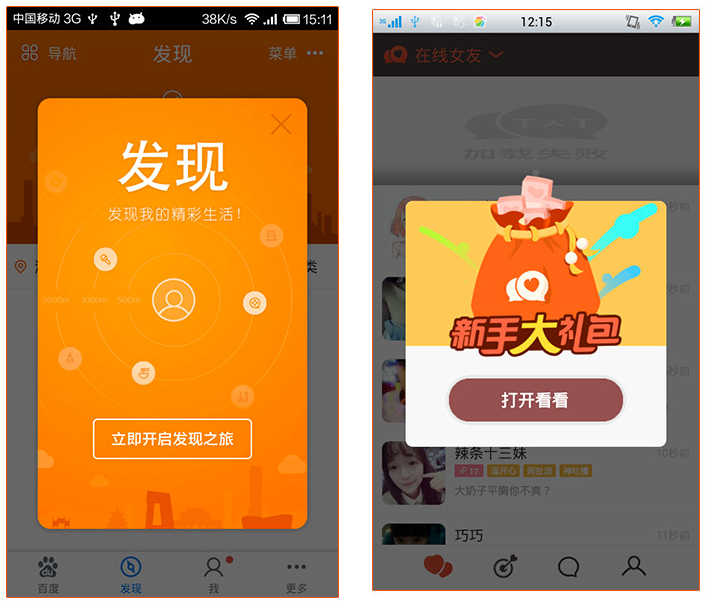 中国移动 3G
38K/s
15:11
导航
发现
菜单
发现
发现我的精彩生活！
2000m
1000m
500m
类
立即开启发现之旅
百度
发现
我
更多
3G
12:15
在线女友
TT
加载失败
秒前
秒前
秒前
新手大礼包
打开看看
辣条十三妹
10秒前
17
逗开心
闲扯淡
神吐槽
大奶子平胸你不爽？
巧巧
11秒前